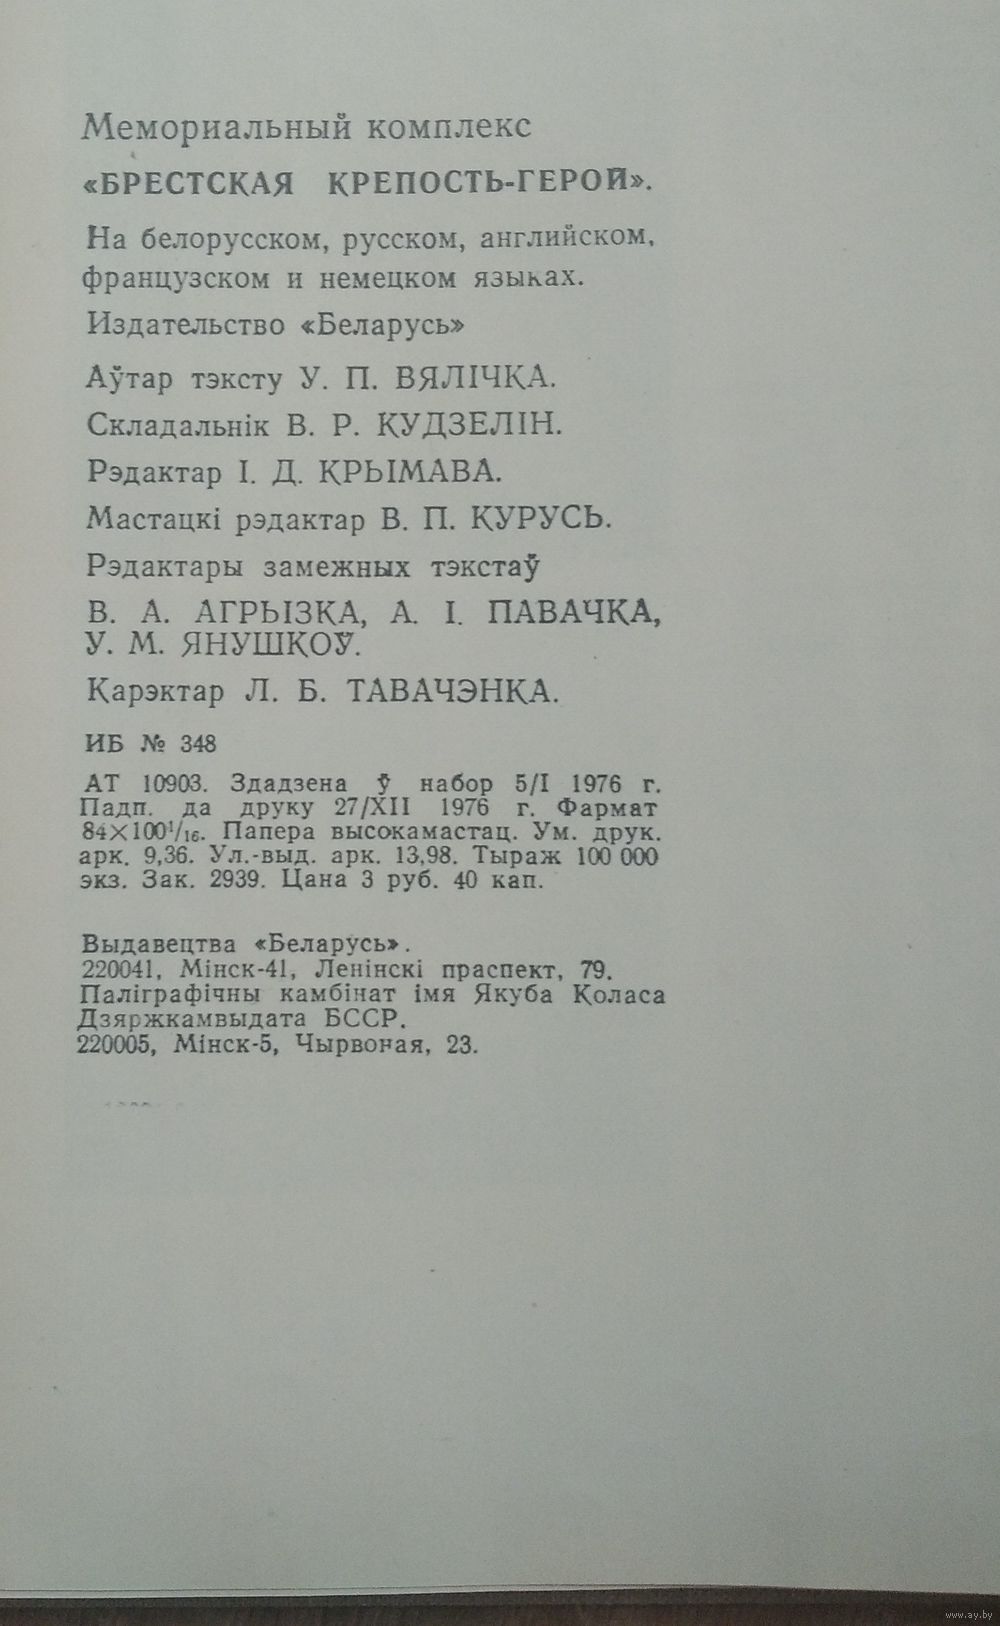 Мемориальный комплекс
«БРЕСТСКАЯ КРЕПОСТЬ-ГЕРОЙ».
На белорусском, русском, английском,
французском и немецком языках.
Издательство «Беларусь»
Аўтар тэксту У. П. ВЯЛІЧКА.
Складальнік В. Р. КУДЗЕЛІН.
Рэдактар І. Д. КРЫМАВА.
Мастацкі рэдактар В. П. КУРУСЬ.
Рэдактары замежных тэкстаў
В. А. АГРЫЗКА, А. І. ПАВАЧКА,
У. М. ЯНУШКОЎ.
Карэктар Л. Б. ТАВАЧЭНКА.
ИБ № 348
АТ 10903. Здадзена ў набор 5/I 1976 г.
Падп. да друку 27/XII 1976 г. Фармат
84×100¹/₁₆. Папера высокамастац. Ум. друк.
арк. 9,36. Ул.-выд. арк. 13,98. Тыраж 100 000
экз. Зак. 2939. Цана 3 руб. 40 кап.
Выдавецтва «Беларусь».
220041, Мінск-41, Ленінскі праспект, 79.
Паліграфічны камбінат імя Якуба Коласа
Дзяржкамвыдата БССР.
220005, Мінск-5, Чырвоная, 23.
www.ay.by